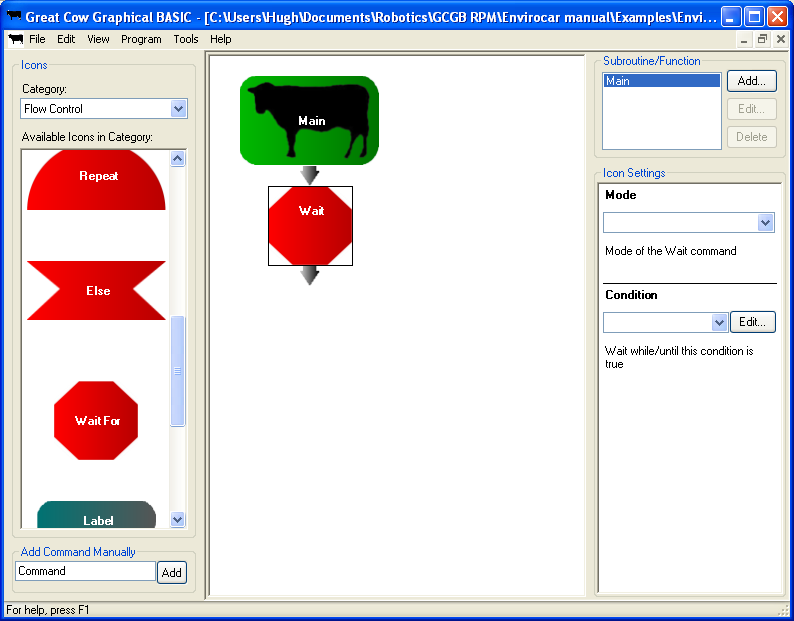 Great Cow Graphical BASIC - [C:\Users\Hugh\Documents\Robotics\GCGB RPM\Envirocar manual\Examples\Envi...
File Edit View Program Tools Help
Icons
Category:
Flow Control
Available Icons in Category:
Repeat
Else
Wait For
Label
Add Command Manually
Command
Add
Main
Wait
Subroutine/Function
Main
Add...
Edit...
Delete
Icon Settings
Mode
Mode of the Wait command
Condition
Edit...
Wait while/until this condition is
true
For help, press F1